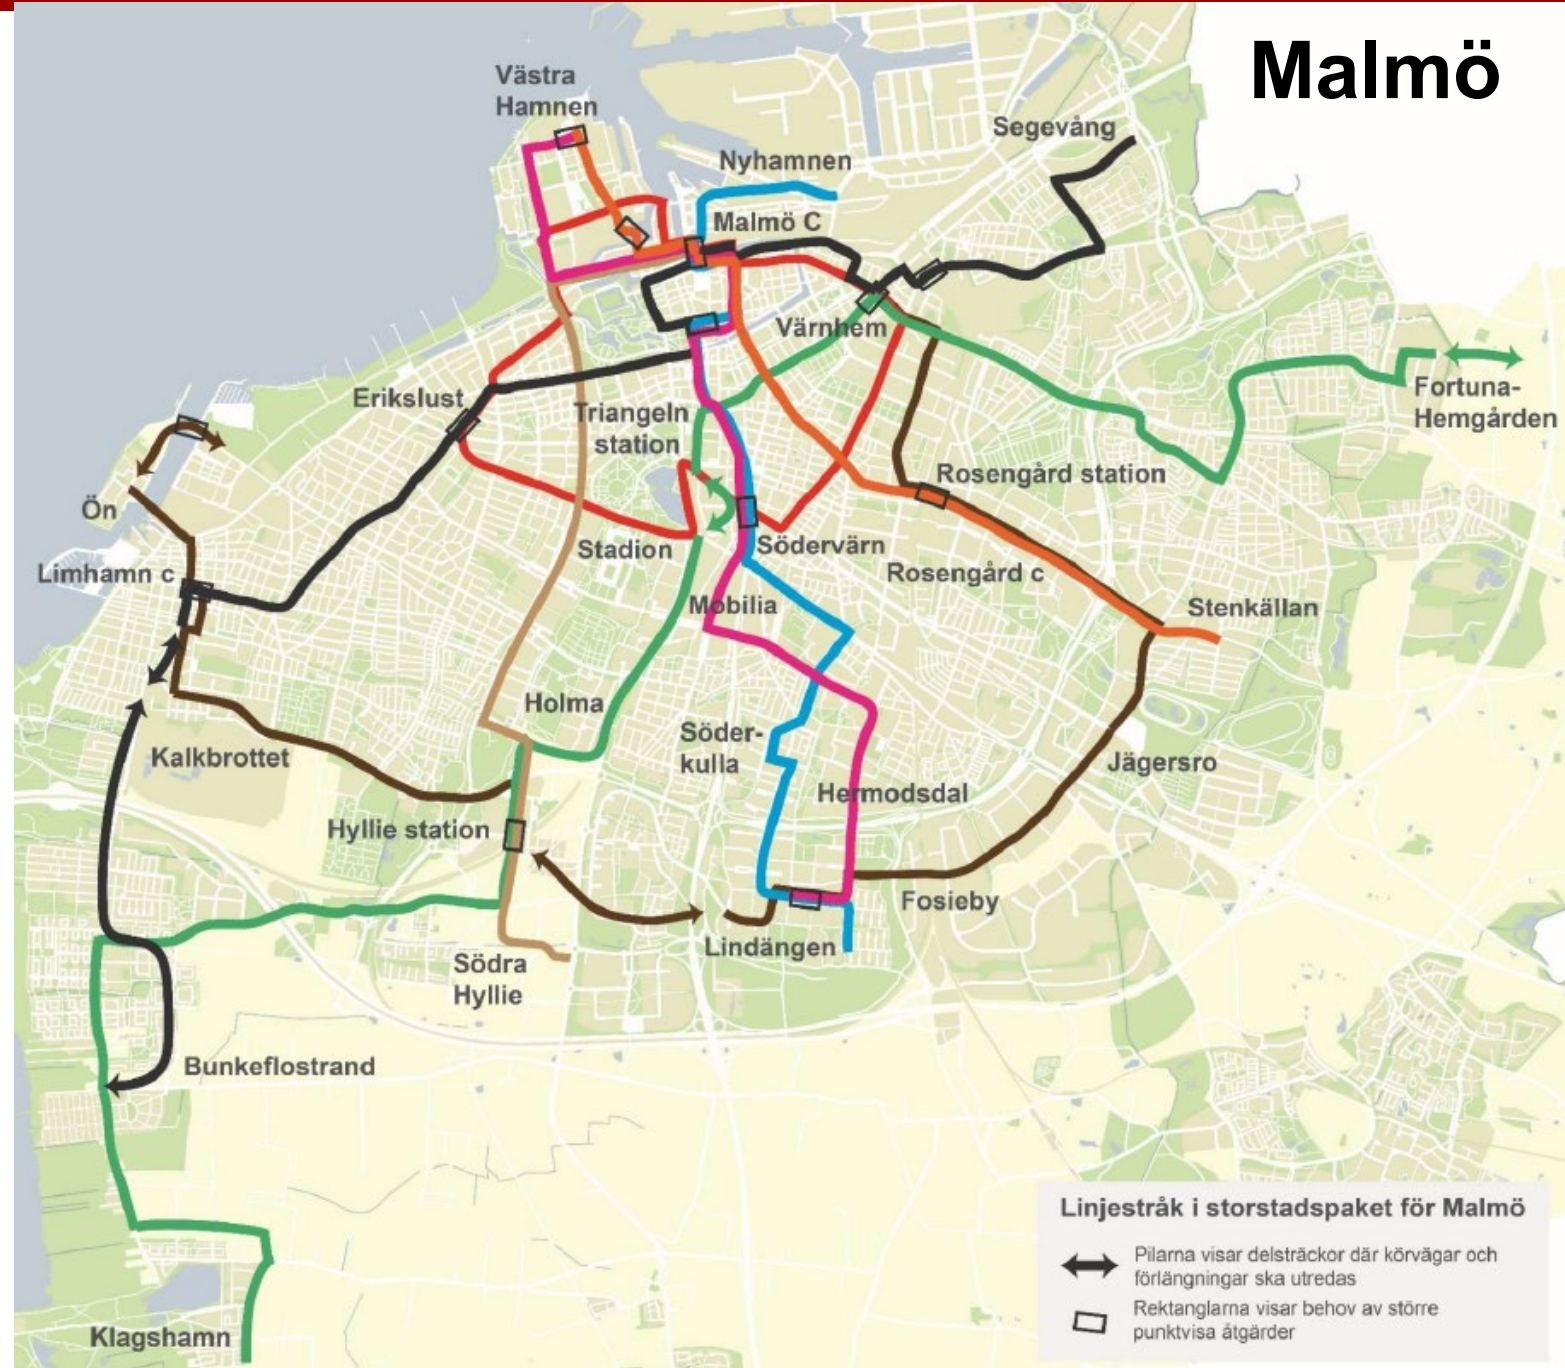 Malmö
Västra
Hamnen
Segevång
Nyhamnen
Malmö C
Värnhem
Erikslust
Triangeln
station
Fortuna-
Hemgården
Rosengård station
Ön
Stadion
Södervärn
Rosengård c
Limhamn c
Mobilia
Stenkällan
Holma
Söder-
kulla
Kalkbrottet
Jägersro
Hermodsdal
Hyllie station
Fosieby
Lindängen
Södra
Hyllie
Bunkeflostrand
Klagshamn
Linjestråk i storstadspaket för Malmö
Pilarna visar delsträckor där körvägar och
förlängningar ska utredas
Rektanglarna visar behov av större
punktvisa åtgärder